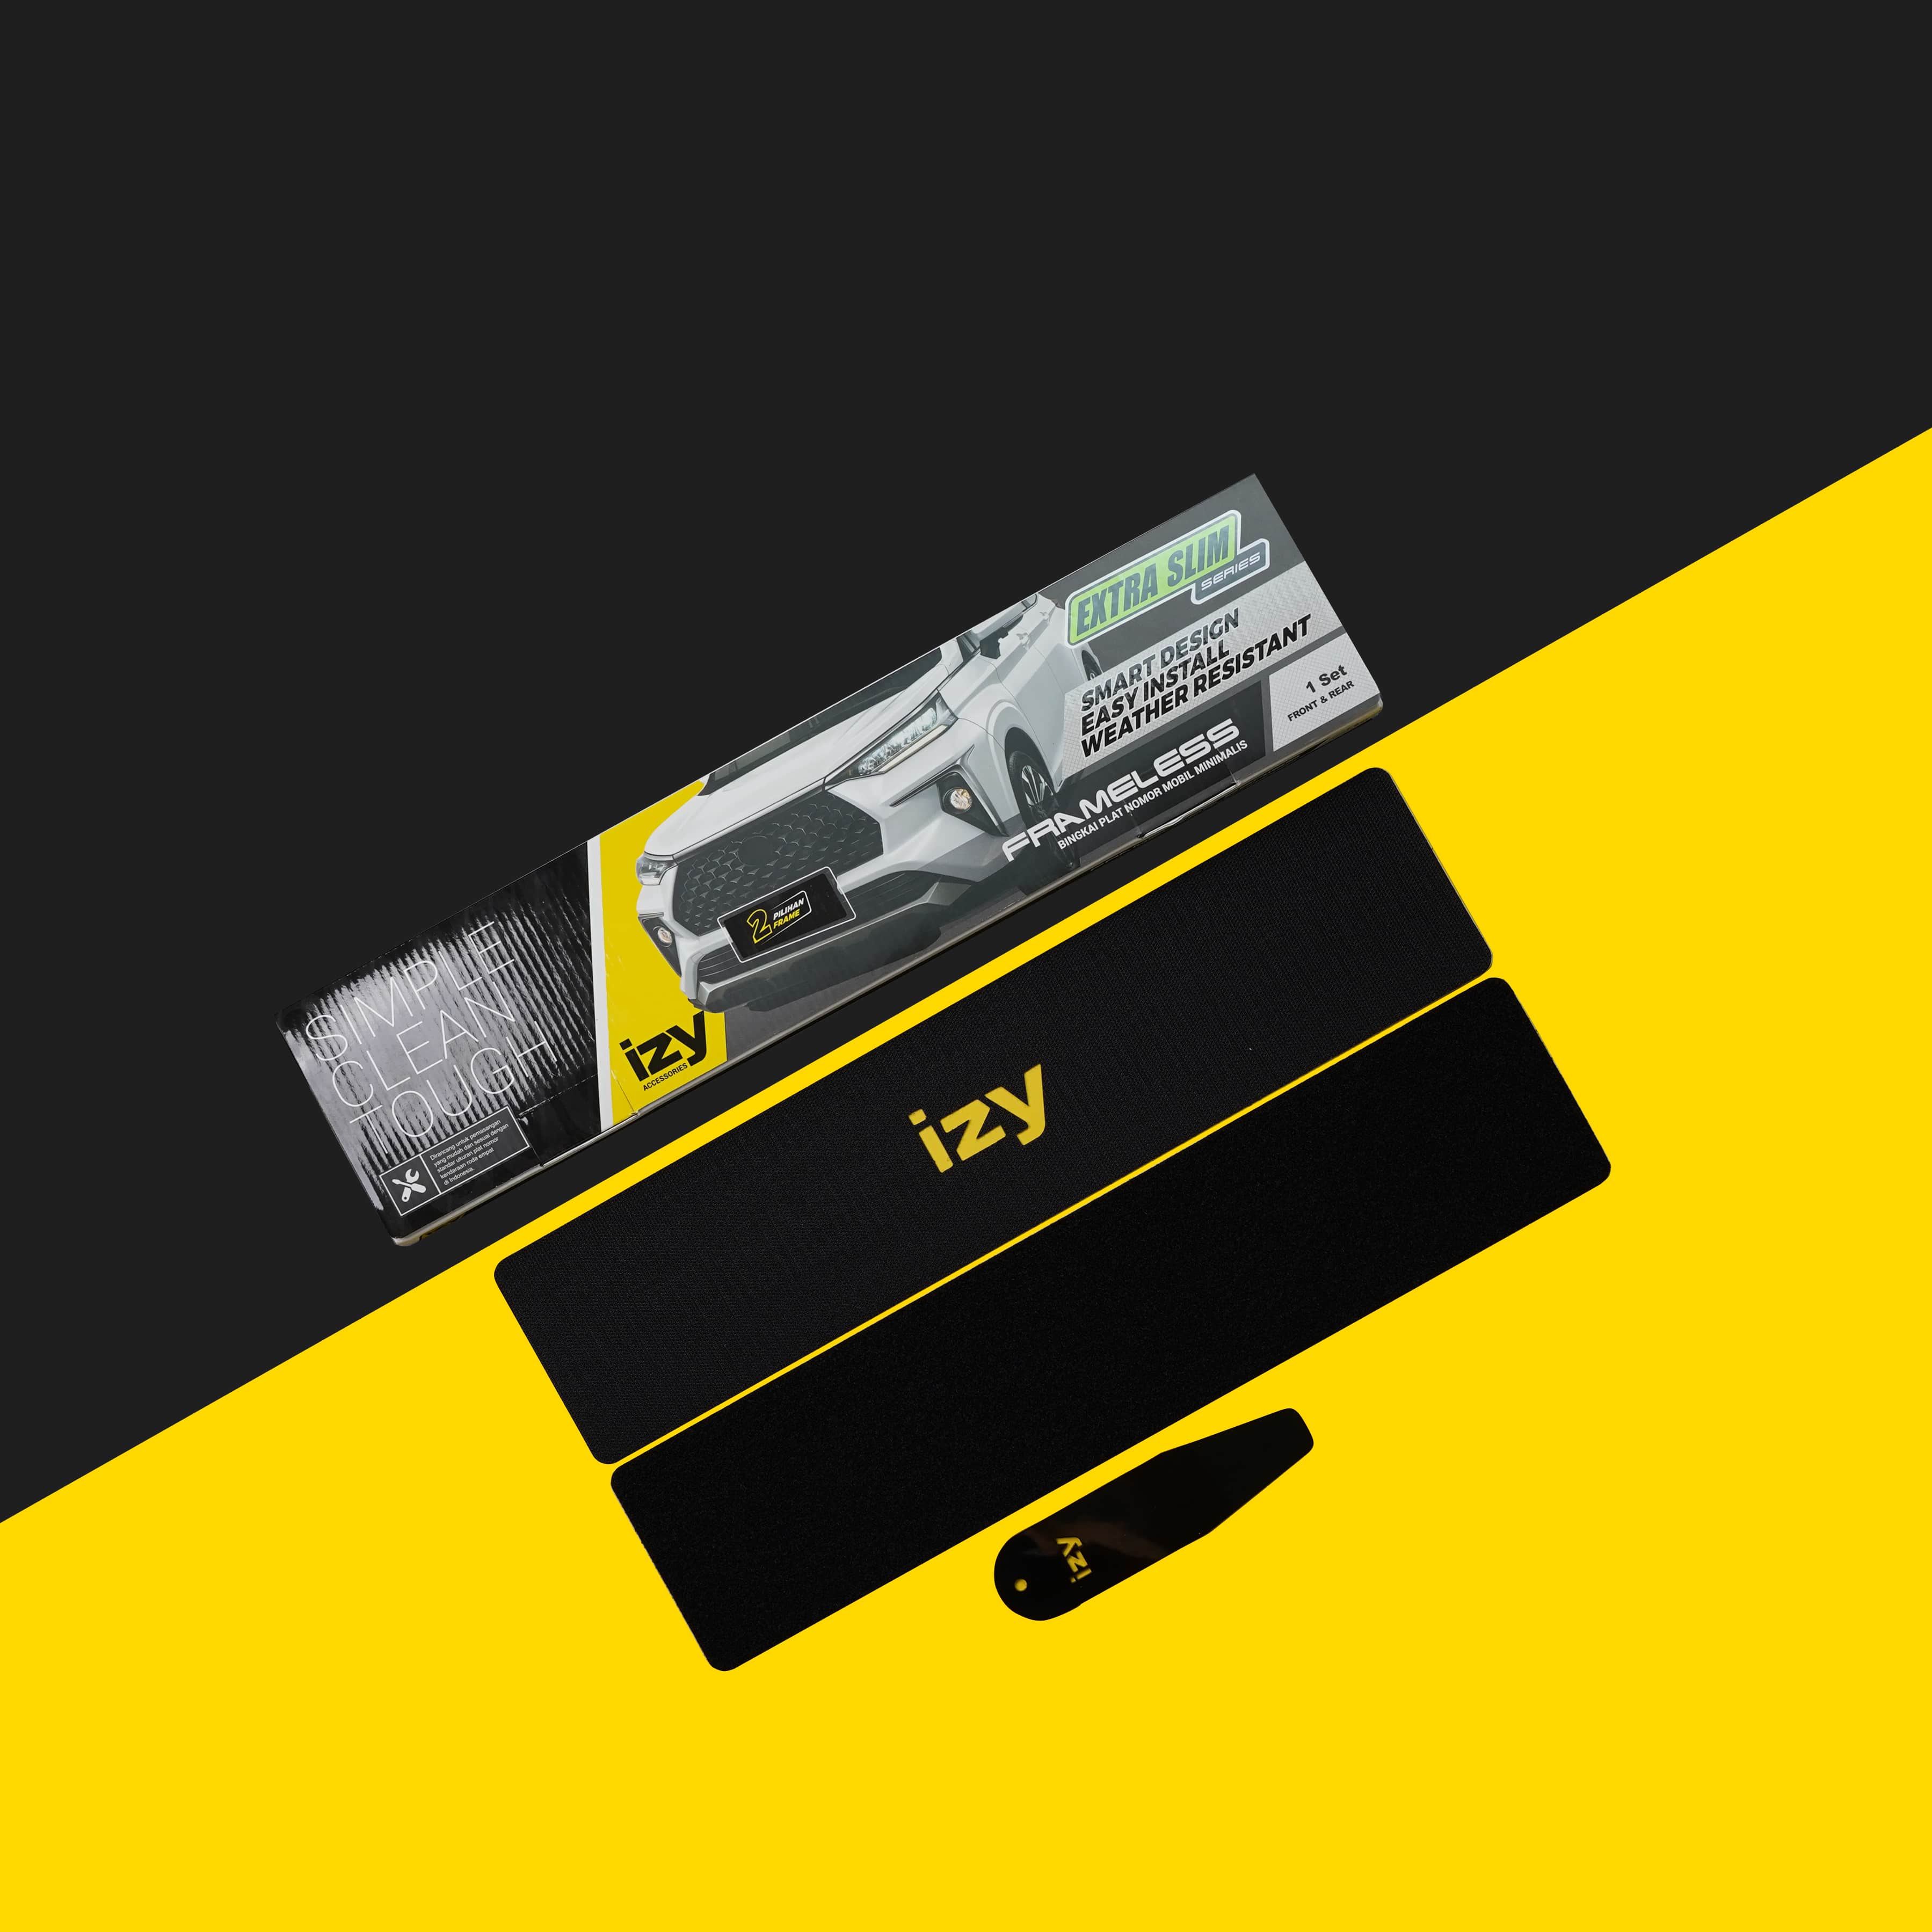 EXTRA SLIM
SERIES
SMART DESIGN
EASY INSTALL
WEATHER RESISTANT
1 Set
FRONT & REAR
FRAMELESS
BINGKAI PLAT NOMOR MOBIL MINIMALIS
2 PILIHAN
FRAME
izy
ACCESSORIES
SIMPLE
CLEAN
TOUGH
Dirancang untuk pemasangan
yang mudah dan sesuai dengan
standar ukuran plat nomor
kendaraan roda empat
di Indonesia.
izy
izy